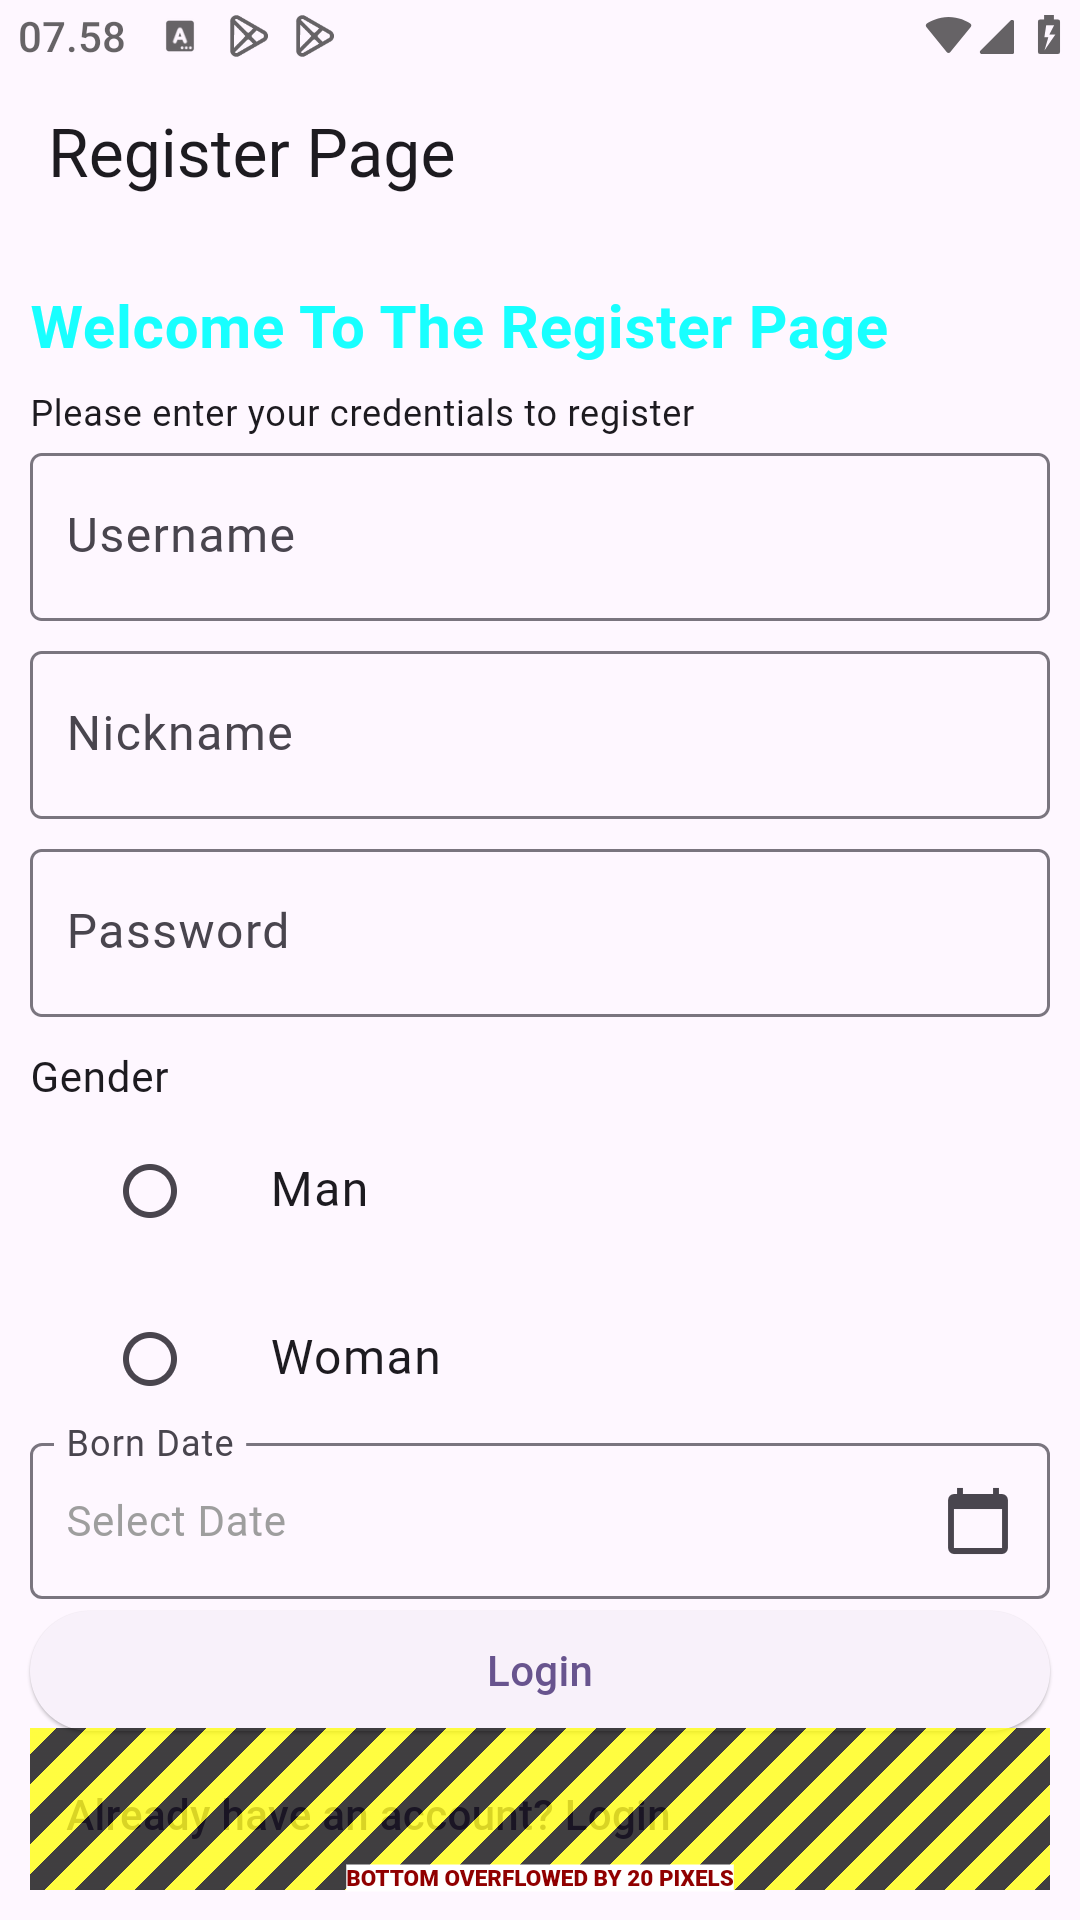 07.58
Register Page
Welcome To The Register Page
Please enter your credentials to register
Username
Nickname
Password
Gender
Man
Woman
Born Date
Select Date
Login
Already have an account? Login
BOTTOM OVERFLOWED BY 20 PIXELS